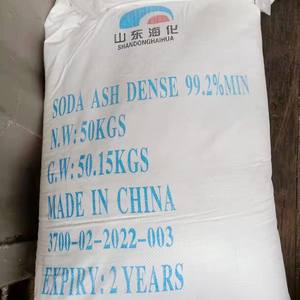 山东海化
SHANDONGHAIHUA
SODA ASH DENSE 99.2%MIN
N.W:50KGS
G.W:50.15KGS
MADE IN CHINA
3700-02-2022-003
EXPIRY: 2 YEARS